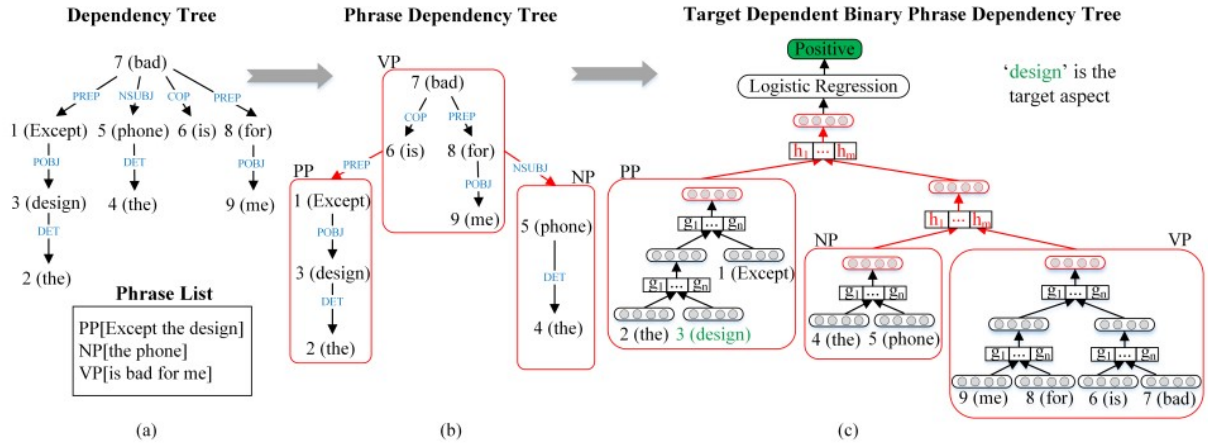 Dependency Tree
7 (bad)
PREP NSUBJ COP PREP
1 (Except) 5 (phone) 6 (is) 8 (for)
POBJ DET POBJ
3 (design) 4 (the) 9 (me)
DET
2 (the)
Phrase List
PP[Except the design]
NP[the phone]
VP[is bad for me]
(a)
Phrase Dependency Tree
VP
7 (bad)
COP PREP
6 (is) 8 (for)
PREP POBJ NSUBJ
9 (me)
PP
1 (Except)
POBJ
3 (design)
DET
2 (the)
NP
5 (phone)
DET
4 (the)
(b)
Target Dependent Binary Phrase Dependency Tree
Positive
Logistic Regression
‘design’ is the
target aspect
h1 ... hm
h1 ... hm
PP
g1 ... gn
1 (Except)
g1 ... gn
2 (the) 3 (design)
NP
g1 ... gn
4 (the) 5 (phone)
VP
g1 ... gn
g1 ... gn g1 ... gn
9 (me) 8 (for) 6 (is) 7 (bad)
(c)